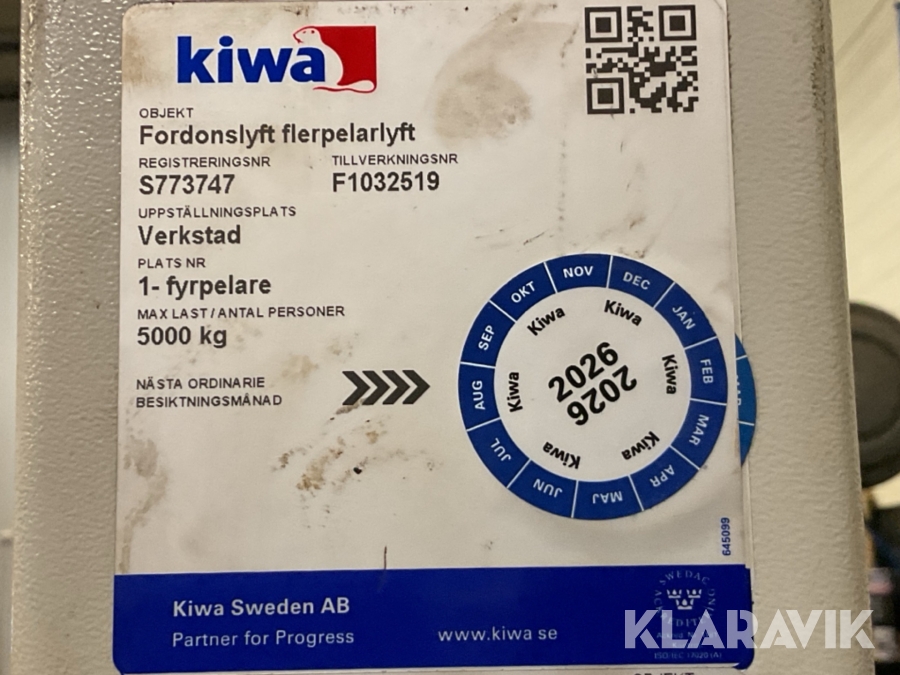 kiwa
OBJEKT
Fordonslyft flerpelarlyft
REGISTRERINGSNR TILLVERKNINGSNR
S773747 F1032519
UPPSTÄLLNINGSPLATS
Verkstad
PLATS NR
1- fyrpelare
MAX LAST / ANTAL PERSONER
5000 kg
NÄSTA ORDINARIE
BESIKTNINGSMÅNAD
JAN
FEB
MAR
APR
MAJ
JUN
JUL
AUG
SEP
OKT
NOV
DEC
Kiwa
Kiwa
Kiwa
Kiwa
Kiwa
Kiwa
2026
2026
645099
Kiwa Sweden AB
Partner for Progress
www.kiwa.se
SWEDAC
KLARAVIK